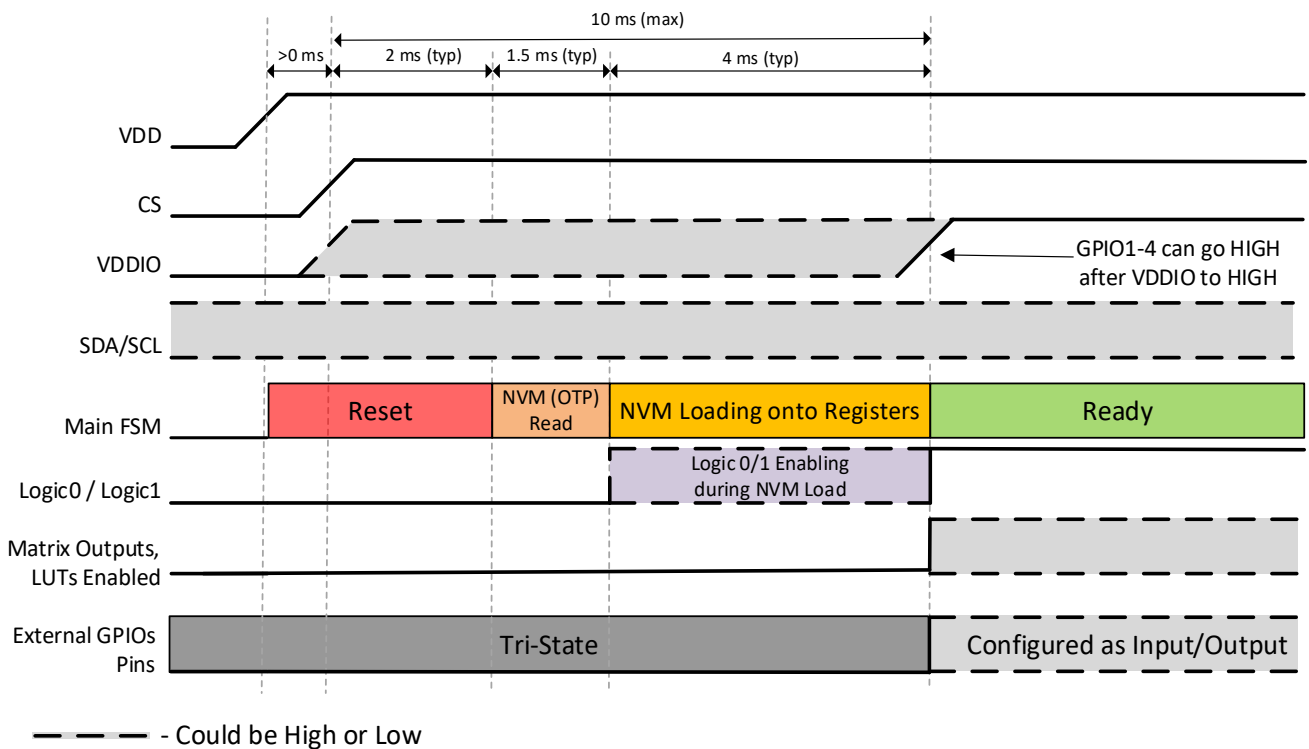 10 ms (max)
>0 ms
2 ms (typ)
1.5 ms (typ)
4 ms (typ)
VDD
CS
VDDIO
GPIO1-4 can go HIGH
after VDDIO to HIGH
SDA/SCL
Main FSM
Reset
NVM (OTP)
Read
NVM Loading onto Registers
Ready
Logic0 / Logic1
Logic 0/1 Enabling
during NVM Load
Matrix Outputs,
LUTs Enabled
External GPIOs
Pins
Tri-State
Configured as Input/Output
- Could be High or Low